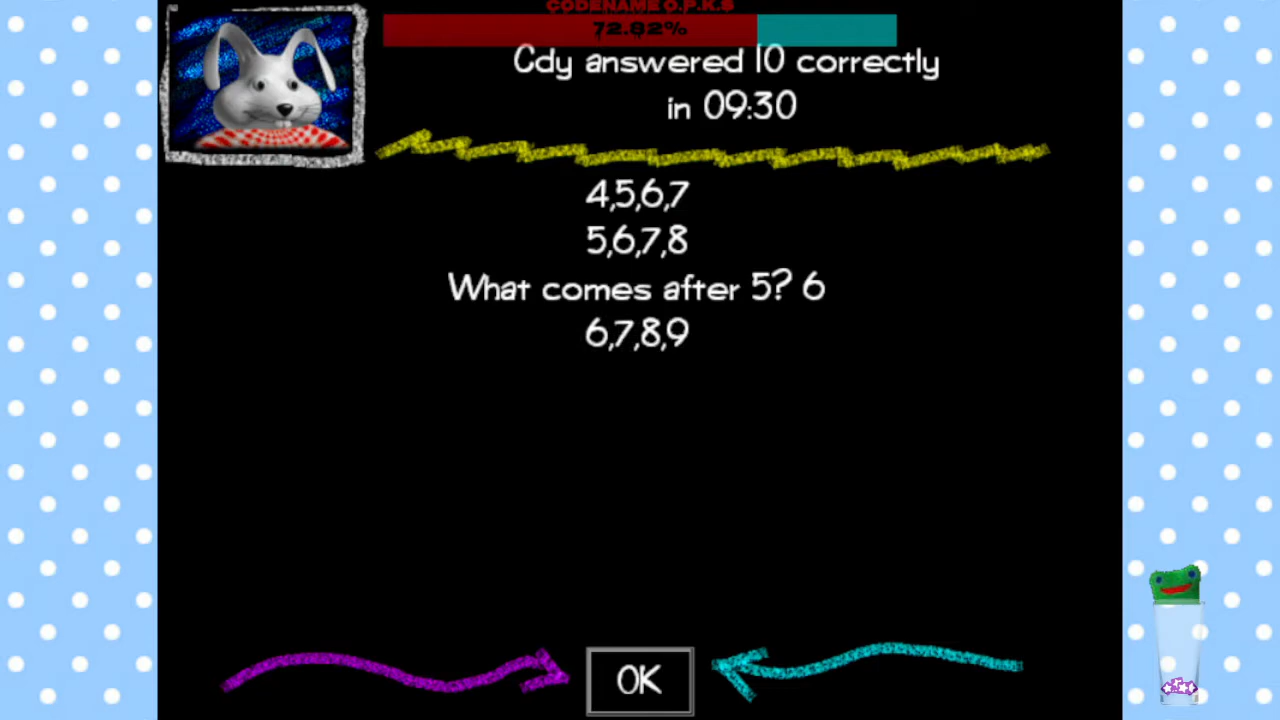 CODENAME O.P.K.S
72.82%
Cdy answered 10 correctly
in 09:30
4,5,6,7
5,6,7,8
What comes after 5? 6
6,7,8,9
OK